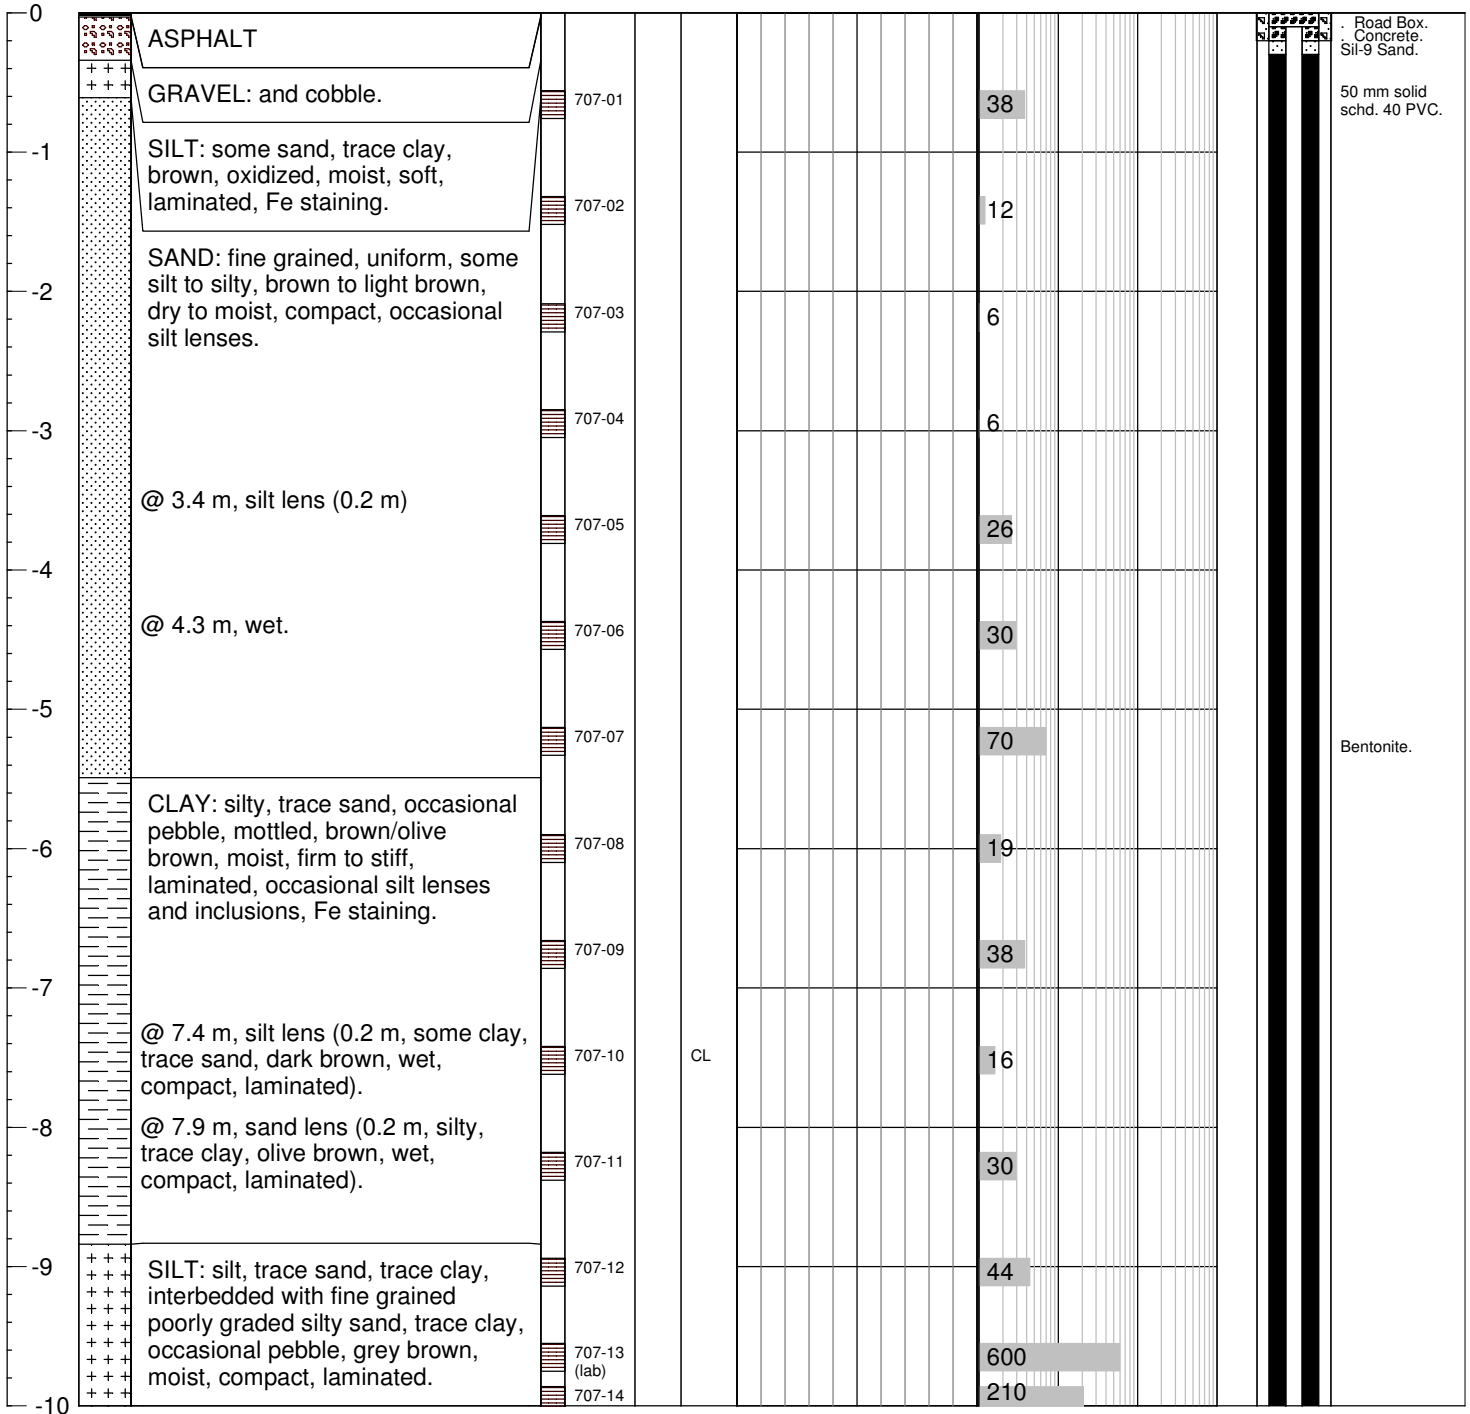 0
-1
-2
-3
-4
-5
-6
-7
-8
-9
-10
ASPHALT
GRAVEL: and cobble.
SILT: some sand, trace clay,
brown, oxidized, moist, soft,
laminated, Fe staining.
SAND: fine grained, uniform, some
silt to silty, brown to light brown,
dry to moist, compact, occasional
silt lenses.
@ 3.4 m, silt lens (0.2 m)
@ 4.3 m, wet.
CLAY: silty, trace sand, occasional
pebble, mottled, brown/olive
brown, moist, firm to stiff,
laminated, occasional silt lenses
and inclusions, Fe staining.
@ 7.4 m, silt lens (0.2 m, some clay,
trace sand, dark brown, wet,
compact, laminated).
@ 7.9 m, sand lens (0.2 m, silty,
trace clay, olive brown, wet,
compact, laminated).
SILT: silt, trace sand, trace clay,
interbedded with fine grained
poorly graded silty sand, trace clay,
occasional pebble, grey brown,
moist, compact, laminated.
707-01
707-02
707-03
707-04
707-05
707-06
707-07
707-08
707-09
707-10
707-11
707-12
707-13
(lab)
707-14
CL
38
12
6
6
26
30
70
19
38
16
30
44
600
210
. Road Box.
. Concrete.
Sil-9 Sand.
50 mm solid
schd. 40 PVC.
Bentonite.